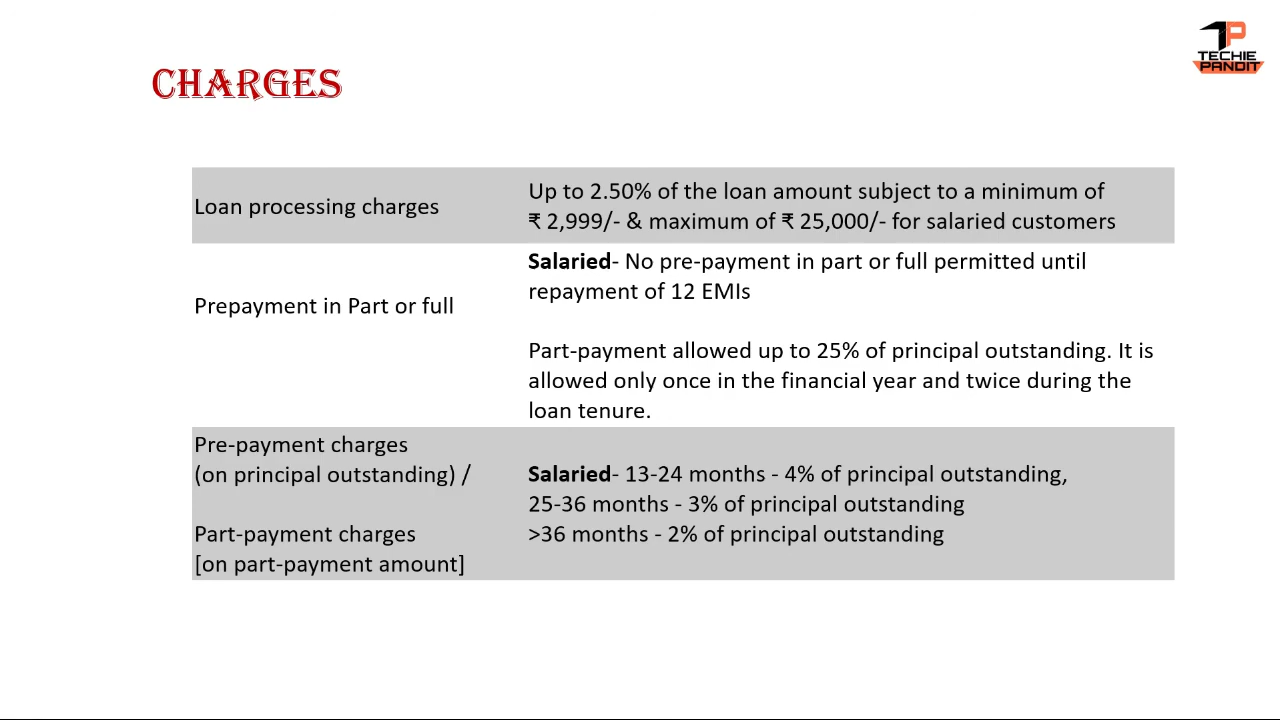 TP
TECHIE
PANDIT
CHARGES
Loan processing charges
Up to 2.50% of the loan amount subject to a minimum of
₹ 2,999/- & maximum of ₹ 25,000/- for salaried customers
Prepayment in Part or full
Salaried- No pre-payment in part or full permitted until
repayment of 12 EMIs
Part-payment allowed up to 25% of principal outstanding. It is
allowed only once in the financial year and twice during the
loan tenure.
Pre-payment charges
(on principal outstanding) /
Part-payment charges
[on part-payment amount]
Salaried- 13-24 months - 4% of principal outstanding,
25-36 months - 3% of principal outstanding
>36 months - 2% of principal outstanding